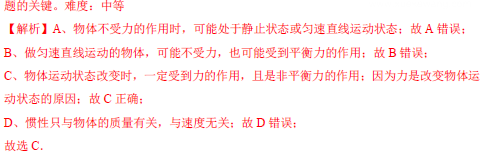 题的关键。难度：中等
【解析】A、物体不受力的作用时，可能处于静止状态或匀速直线运动状态；故 A 错误；
B、做匀速直线运动的物体，可能不受力，也可能受到平衡力的作用；故 B 错误；
C、物体运动状态改变时，一定受到力的作用，且是非平衡力的作用；因为力是改变物体运
动状态的原因；故 C 正确；
D、惯性只与物体的质量有关，与速度无关；故 D 错误；
故选 C.